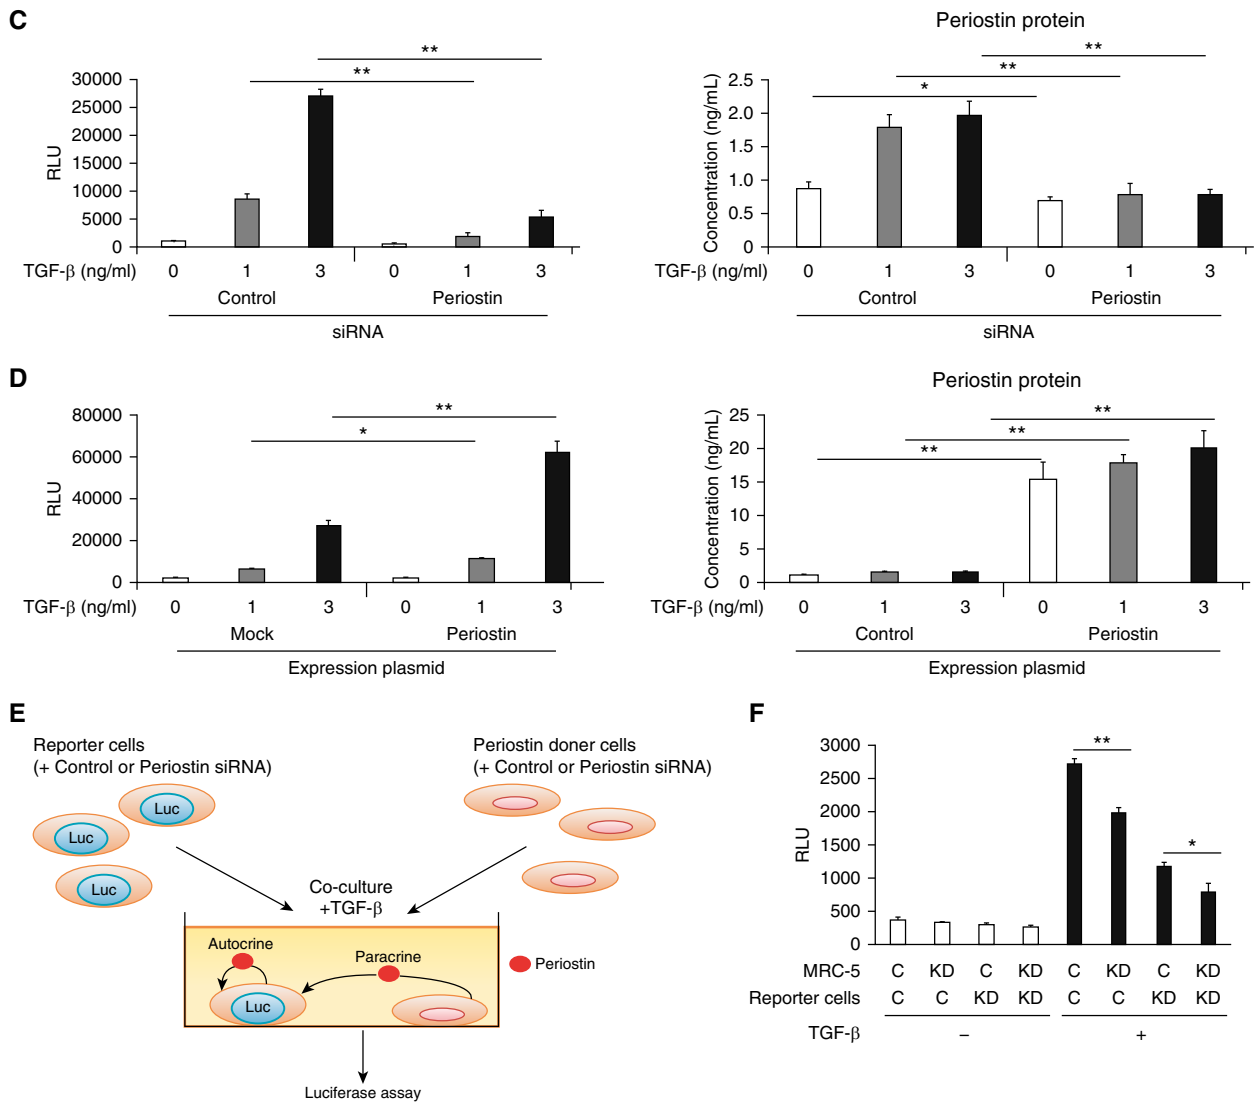 C
**
**
30000
25000
20000
15000
10000
5000
0
RLU
TGF-β (ng/ml) 0 1 3 0 1 3
Control Periostin
siRNA
Periostin protein
**
**
*
2.5
2.0
1.5
1.0
0.5
0
Concentration (ng/mL)
TGF-β (ng/ml) 0 1 3 0 1 3
Control Periostin
siRNA
D
**
*
80000
60000
40000
20000
0
RLU
TGF-β (ng/ml) 0 1 3 0 1 3
Mock Periostin
Expression plasmid
Periostin protein
**
**
**
25
20
15
10
5
0
Concentration (ng/mL)
TGF-β (ng/ml) 0 1 3 0 1 3
Control Periostin
Expression plasmid
E
Reporter cells
(+ Control or Periostin siRNA)
Periostin doner cells
(+ Control or Periostin siRNA)
Luc
Luc
Luc
Co-culture
+TGF-β
Autocrine
Paracrine
Periostin
Luc
Luciferase assay
F
**
*
3000
2500
2000
1500
1000
500
0
RLU
MRC-5 C KD C KD C KD C KD
Reporter cells C C KD KD C C KD KD
TGF-β − +